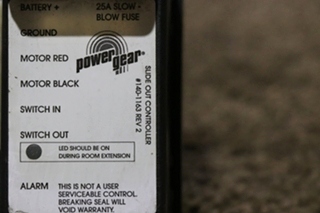 BATTERY + 25A SLOW -
BLOW FUSE
GROUND
MOTOR RED
power
gear
MOTOR BLACK
SLIDE OUT CONTROLLER
#140-1163 REV 2
SWITCH IN
SWITCH OUT
LED SHOULD BE ON
DURING ROOM EXTENSION
ALARM
THIS IS NOT A USER
SERVICEABLE CONTROL.
BREAKING SEAL WILL
VOID WARRANTY.